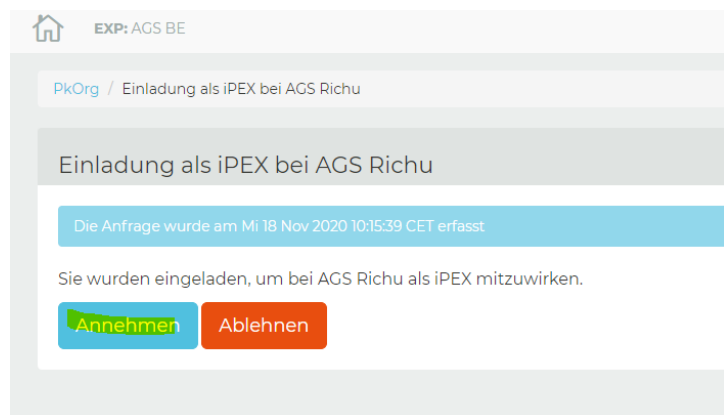 EXP: AGS BE
PkOrg / Einladung als iPEX bei AGS Richu
Einladung als iPEX bei AGS Richu
Die Anfrage wurde am Mi 18 Nov 2020 10:15:39 CET erfasst
Sie wurden eingeladen, um bei AGS Richu als iPEX mitzuwirken.
Annehmen Ablehnen